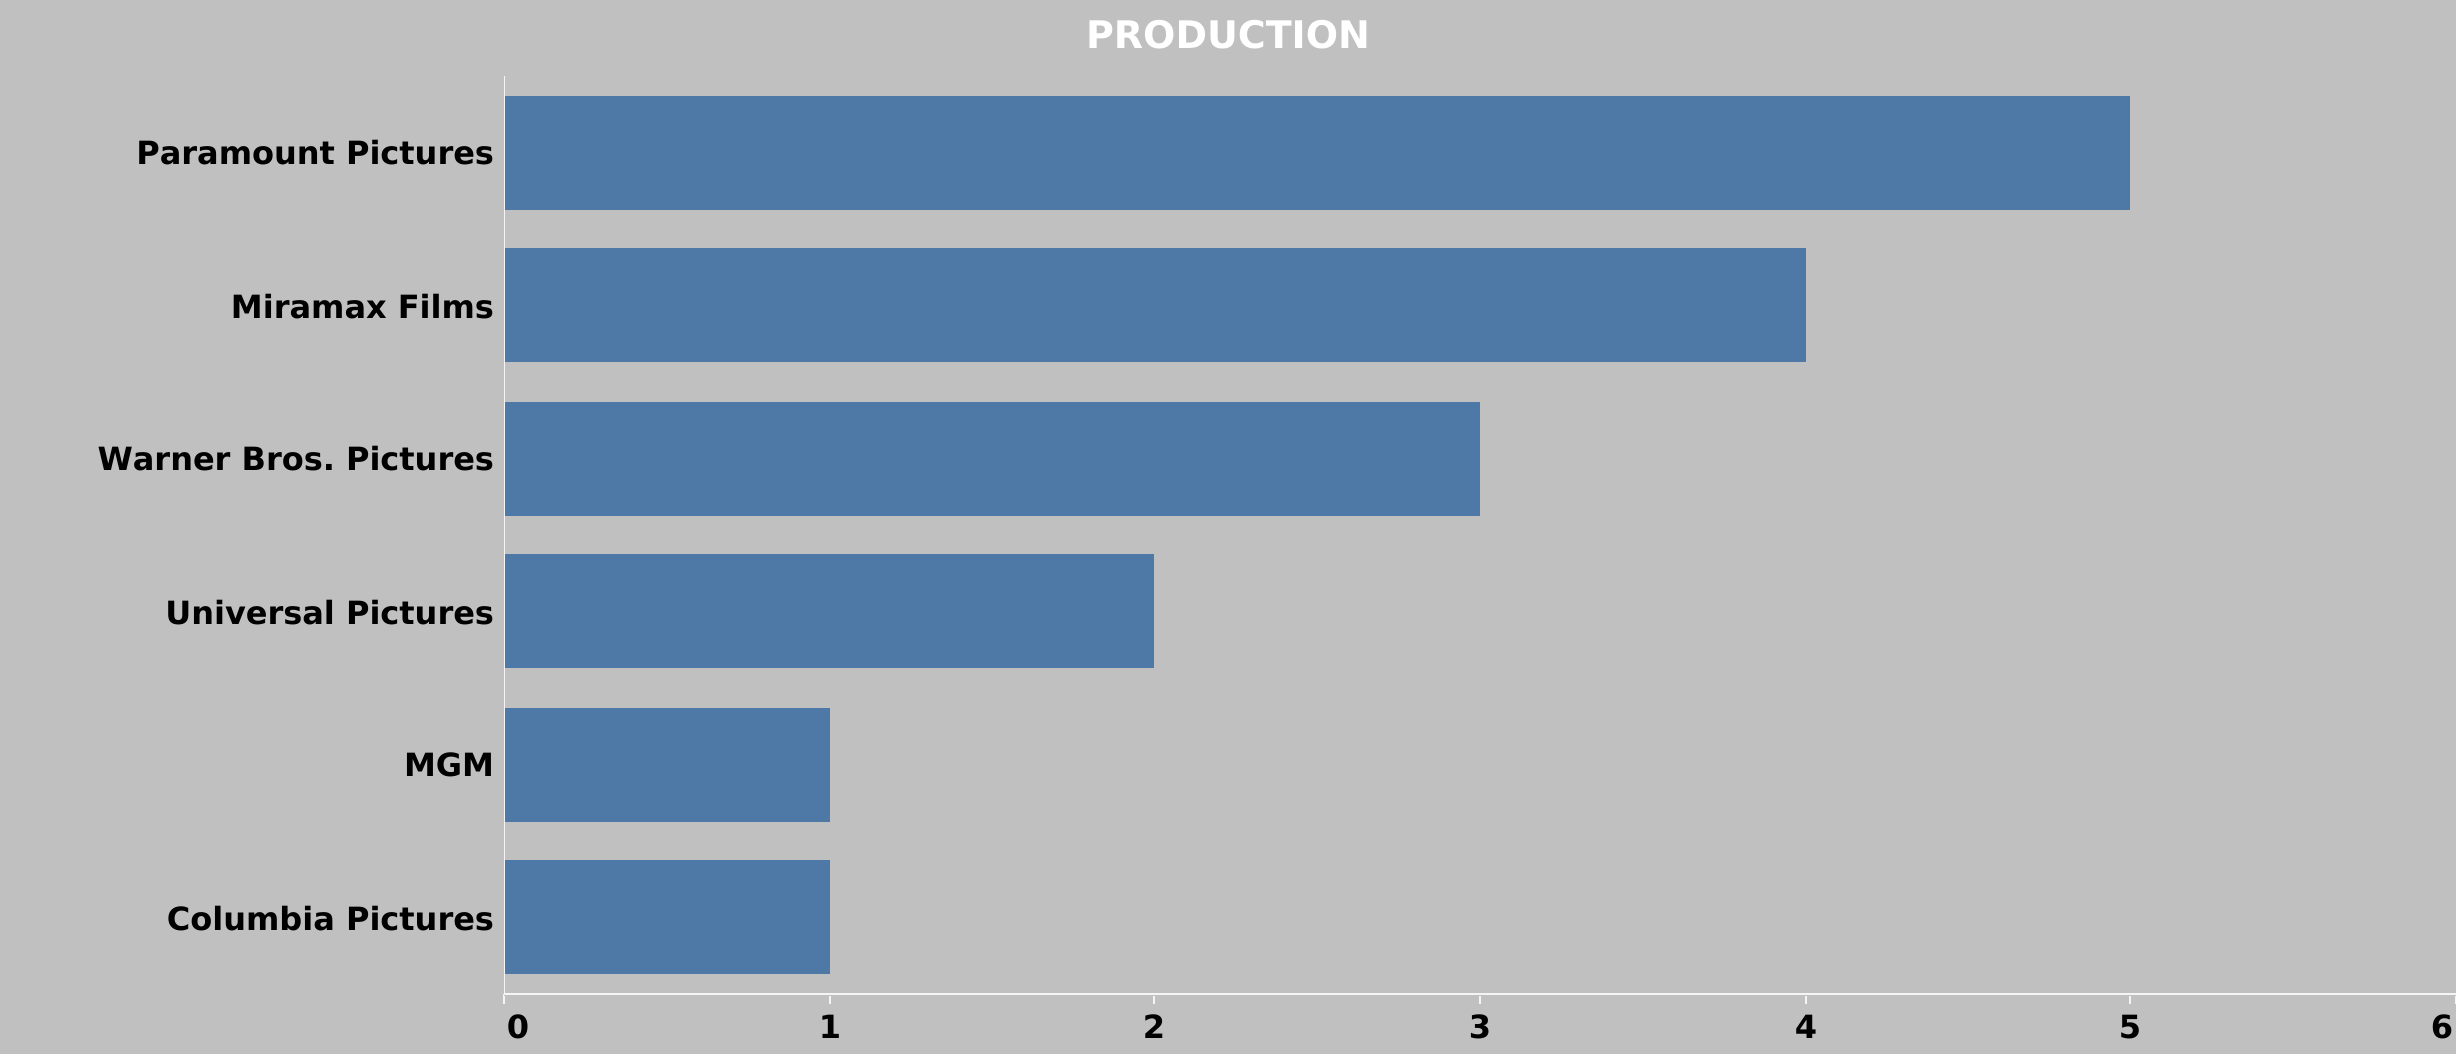 PRODUCTION
Paramount Pictures
Miramax Films
Warner Bros. Pictures
Universal Pictures
MGM
Columbia Pictures
0 1 2 3 4 5 6